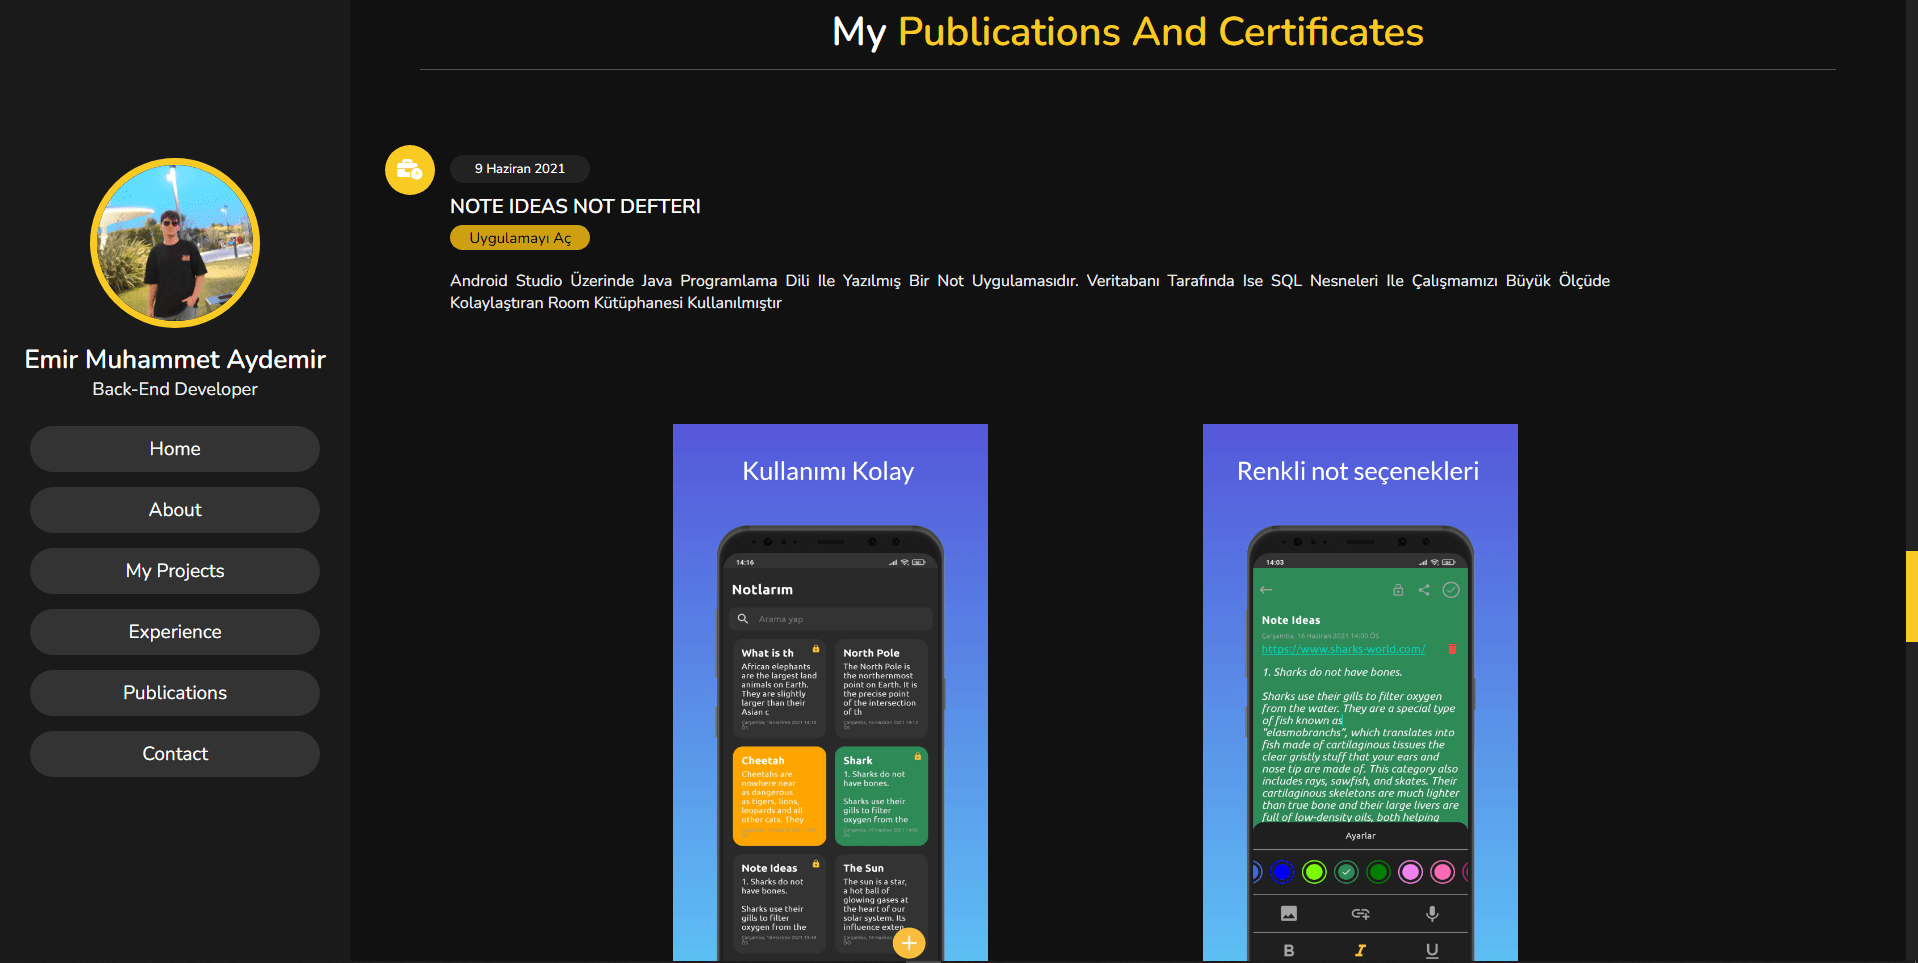 My Publications And Certificates
9 Haziran 2021
NOTE IDEAS NOT DEFTERI
Uygulamayı Aç
Android Studio Üzerinde Java Programlama Dili Ile Yazılmış Bir Not Uygulamasıdır. Veritabanı Tarafında Ise SQL Nesneleri Ile Çalışmamızı Büyük Ölçüde
Kolaylaştıran Room Kütüphanesi Kullanılmıştır
Emir Muhammet Aydemir
Back-End Developer
Home
About
My Projects
Experience
Publications
Contact
Kullanımı Kolay
14:16
Notlarım
Arama yap
What is th
African elephants
are the largest land
animals on Earth.
They are slightly
larger than their
Asian c
North Pole
The North Pole is
the northernmost
point on Earth. It is
the precise point
of the intersection
of th
Cheetah
Cheetahs are
nowhere near
as dangerous
as tigers, lions,
leopards and all
other cats. They
Shark
1. Sharks do not
have bones.
Sharks use their
gills to filter
oxygen from the
Note Ideas
1. Sharks do not
have bones.
Sharks use their
gills to filter
oxygen from the
The Sun
The sun is a star,
a hot ball of
glowing gases at
the heart of our
solar system. Its
influence exten
Renkli not seçenekleri
14:03
Note Ideas
Çarşamba, 16 Haziran 2021 14:00 ÖS
https://www.sharks-world.com/
1. Sharks do not have bones.
Sharks use their gills to filter oxygen
from the water. They are a special type
of fish known as
"elasmobranchs", which translates into
fish made of cartilaginous tissues the
clear gristly stuff that your ears and
nose tip are made of. This category also
includes rays, sawfish, and skates. Their
cartilaginous skeletons are much lighter
than true bone and their large livers are
full of low-density oils, both helping
Ayarlar
B I U